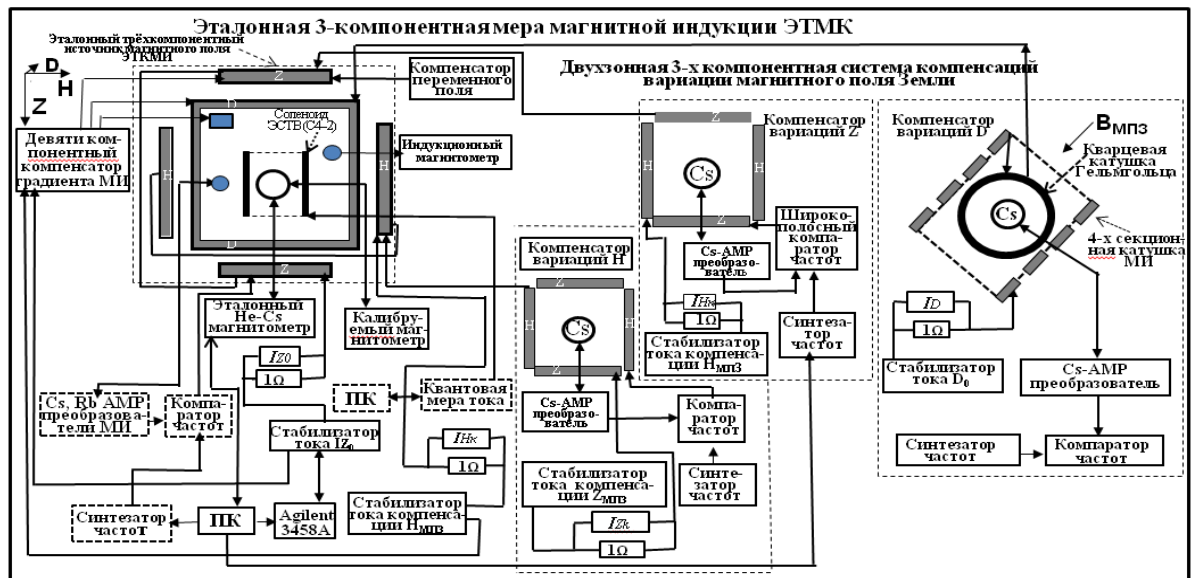 Эталонная 3-компонентная мера магнитной индукции ЭТМК
Эталонный трёхкомпонентный
источник магнитного поля
ЭТКМИ
D
H
Z
Девяти ком-
понентный
компенсатор
градиента МИ
Z
D
Соленоид
ЭСТВ(С4-2)
H
H
D
Z
Компенсатор
переменного
поля
Индукционный
магнитометр
Эталонный
He-Cs
магнитометр
Калибруе­мый маг-
нитометр
IZ0
1Ω
Cs, Rb AMP
преобразова-
тели МИ
Компа-
ратор
частот
ПК
Квантовая
мера тока
Стабилизатор
тока IZ0
IHк
1Ω
Стабилизатор
тока компенса-
ции HМПЗ
Синтезатор
частот
ПК
Agilent
3458A
Двухзонная 3-х компонентная система компенсаций
вариации магнитного поля Земли
Компенсатор
вариаций Z
Z
H
H
Cs
Z
Cs-AMP
преобразо-
ватель
Широко-
полосный
компа-
ратор
частот
IHк
1Ω
Стабилизатор
тока компенса-
ции HМПЗ
Синтеза-
тор частот
Компенсатор
вариаций H
Z
H
H
Cs
Z
Cs-AMP
преобразо-
ватель
Компа-
ратор
частот
Стабилизатор
тока компенса-
ции ZМПЗ
Синте-
затор
частот
IZk
1Ω
Компенсатор
вариаций D
BМПЗ
Кварцевая
катушка
Гельмгольца
Cs
4-х секцион-
ная катушка
МИ
ID
1Ω
Стабилизатор
тока D0
Cs-AMP
преобразователь
Синтезатор
частот
Компаратор
частот